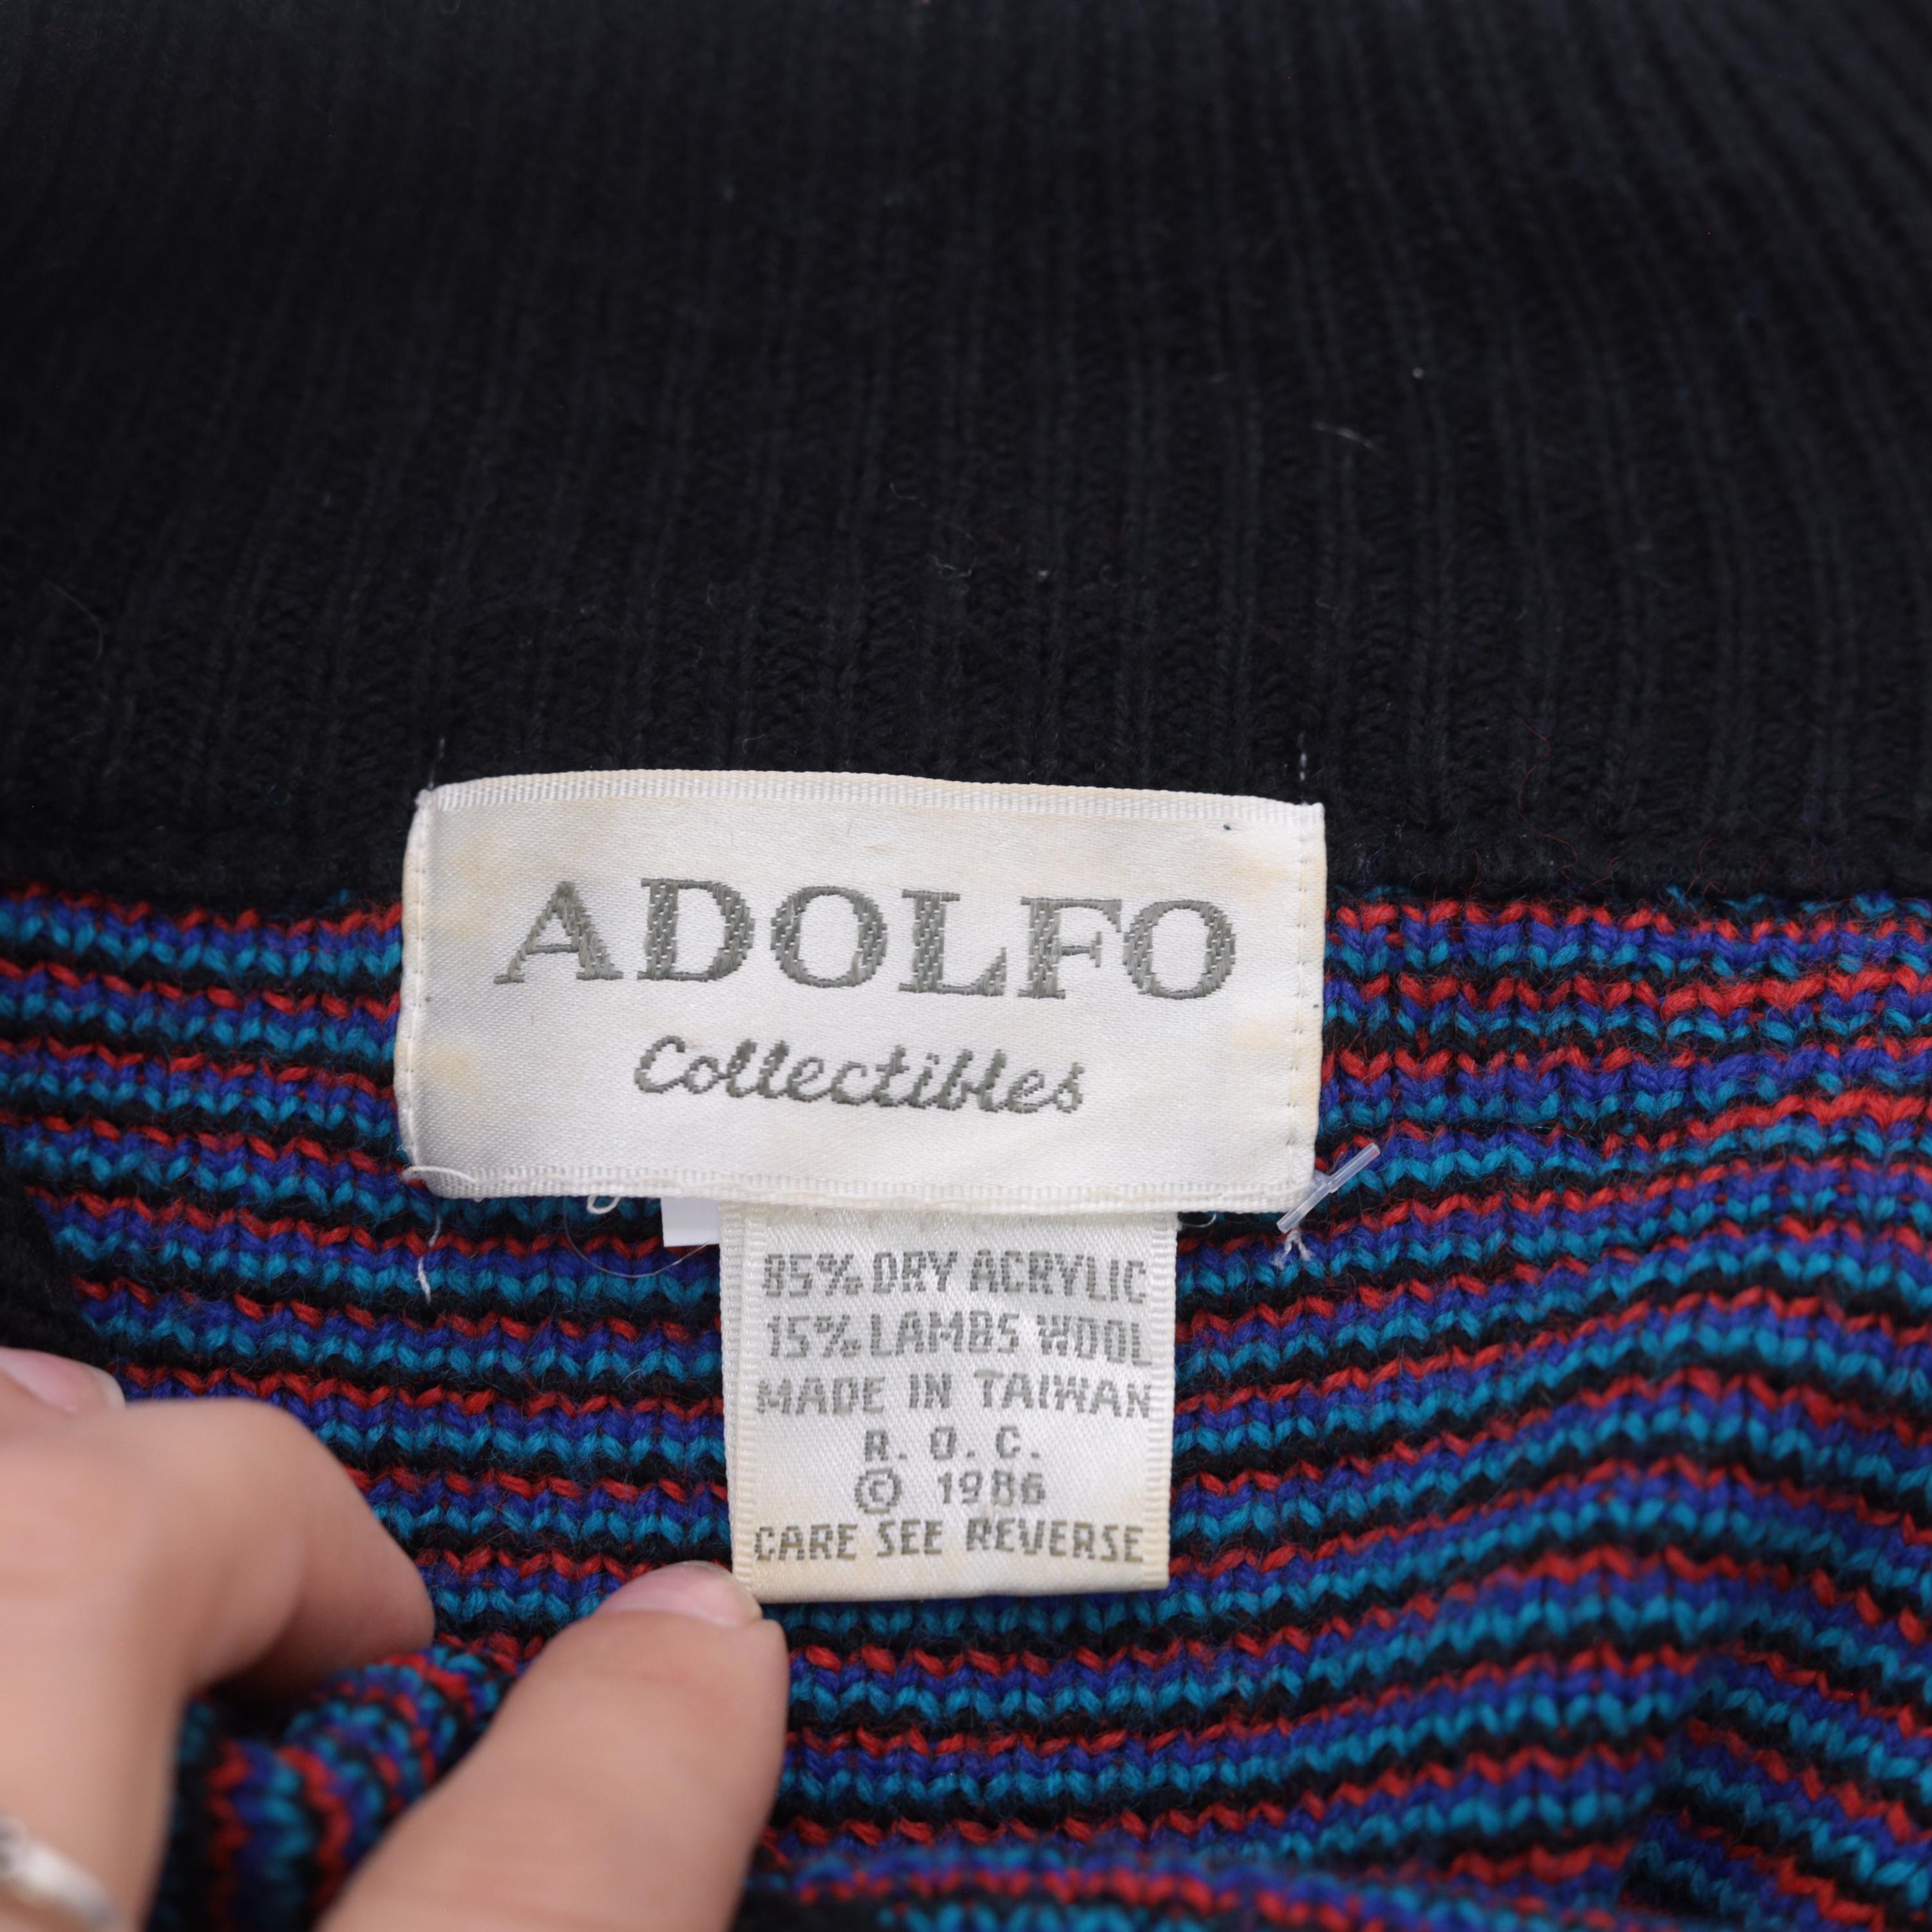 ADOLFO
Collectibles
85% DRY ACRYLIC
15% LAMBS WOOL
MADE IN TAIWAN
R. O. C.
© 1986
CARE SEE REVERSE